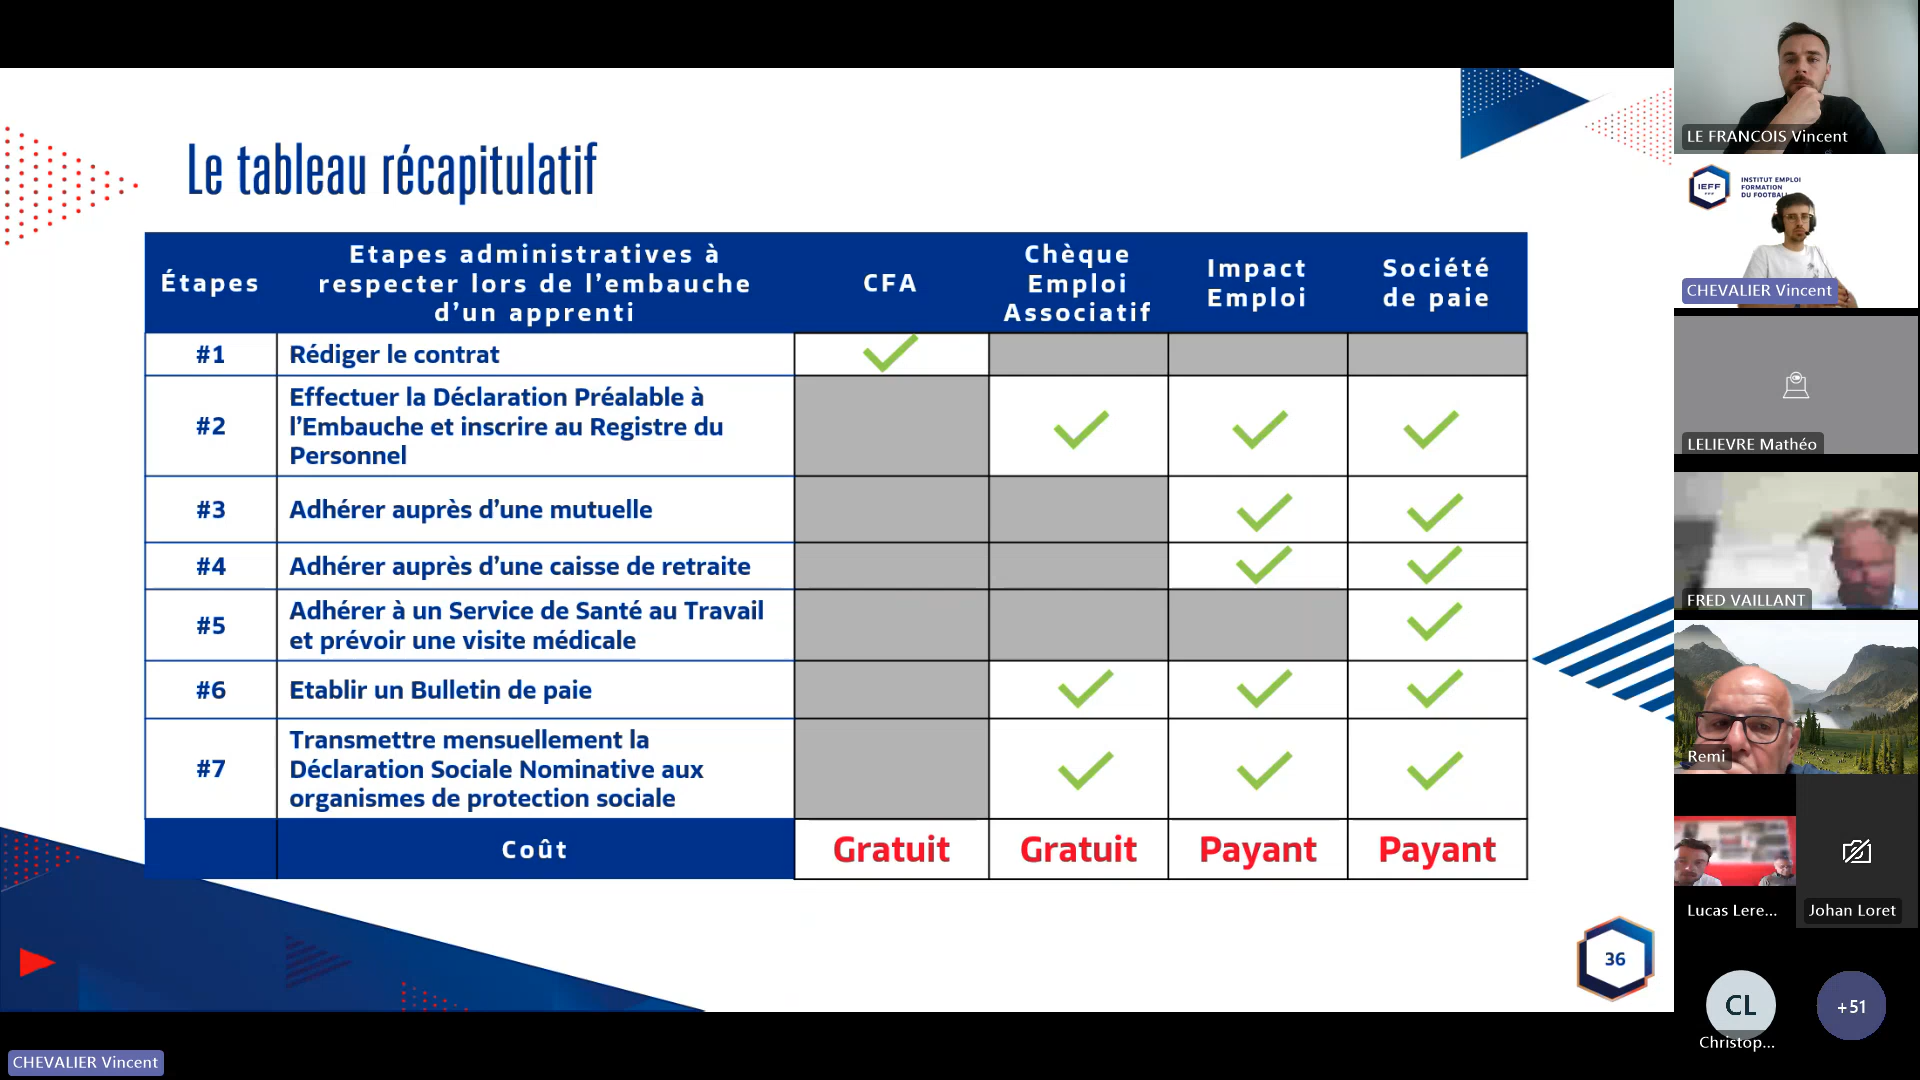 Le tableau récapitulatif
Étapes
Etapes administratives à
respecter lors de l’embauche
d’un apprenti
CFA
Chèque
Emploi
Associatif
Impact
Emploi
Société
de paie
#1
Rédiger le contrat
#2
Effectuer la Déclaration Préalable à
l’Embauche et inscrire au Registre du
Personnel
#3
Adhérer auprès d’une mutuelle
#4
Adhérer auprès d’une caisse de retraite
#5
Adhérer à un Service de Santé au Travail
et prévoir une visite médicale
#6
Etablir un Bulletin de paie
#7
Transmettre mensuellement la
Déclaration Sociale Nominative aux
organismes de protection sociale
Coût
Gratuit
Gratuit
Payant
Payant
36
CHEVALIER Vincent
LE FRANCOIS Vincent
IEFF
INSTITUT EMPLOI
FORMATION
DU FOOTBALL
CHEVALIER Vincent
LELIEVRE Mathéo
FRED VAILLANT
Remi
Lucas Lere...
Johan Loret
CL
Christop...
+51